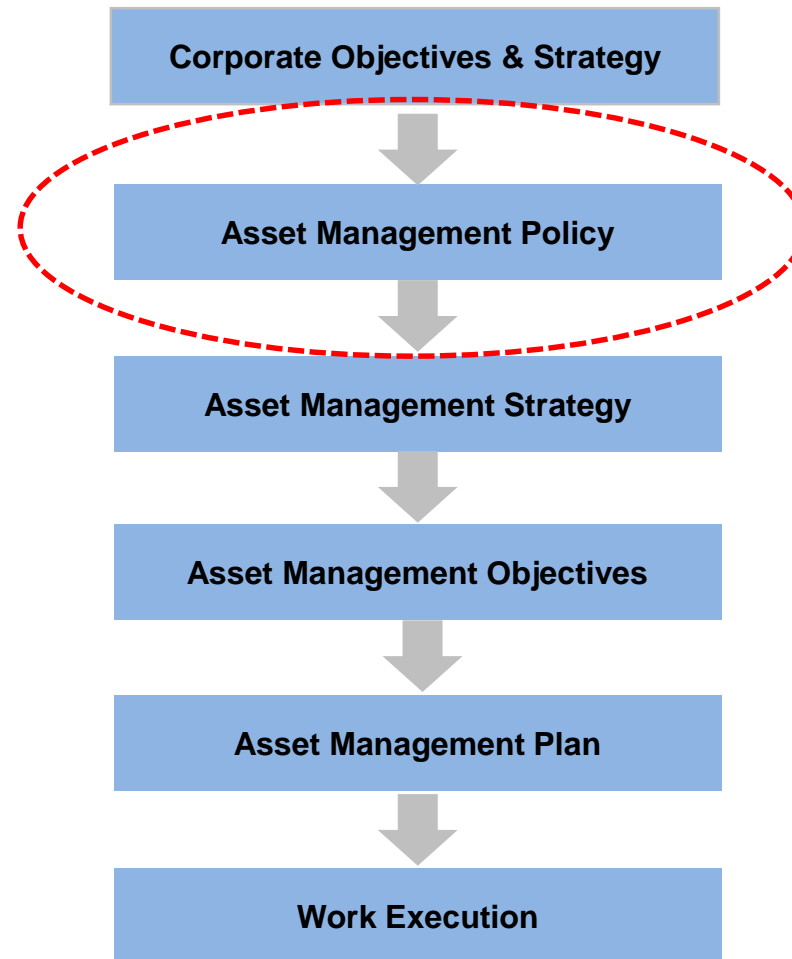 Corporate Objectives & Strategy
Asset Management Policy
Asset Management Strategy
Asset Management Objectives
Asset Management Plan
Work Execution